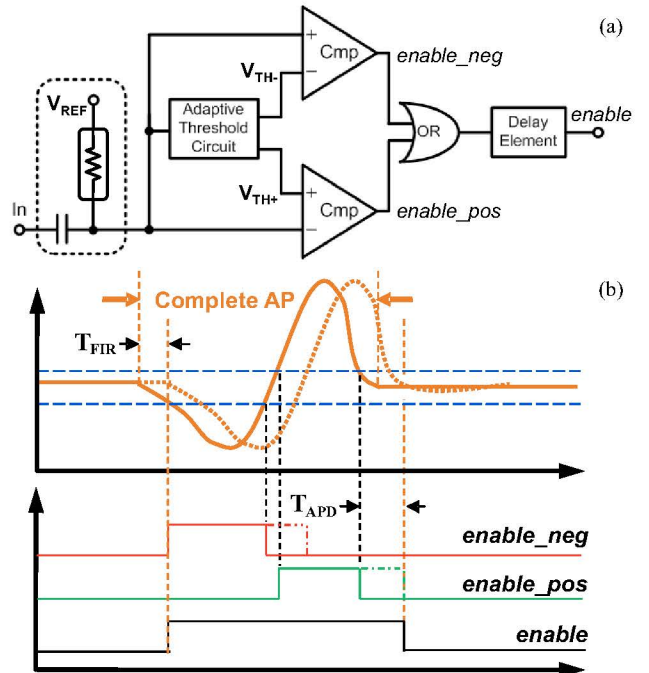 (a)
+
Cmp
−
enable_neg
V_TH-
V_REF
Adaptive
Threshold
Circuit
OR
Delay
Element
enable
V_TH+
+
Cmp
−
enable_pos
In
(b)
Complete AP
T_FIR
T_APD
enable_neg
enable_pos
enable